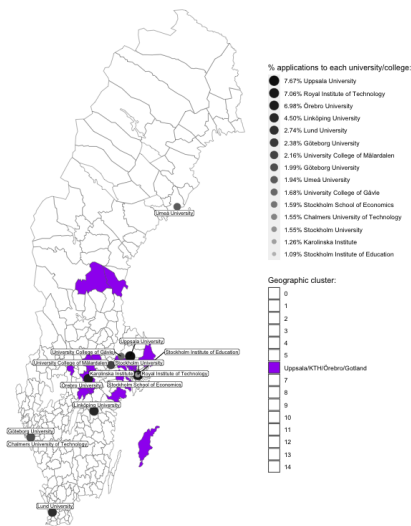 % applications to each university/college:
7.67% Uppsala University
7.06% Royal Institute of Technology
6.98% Örebro University
4.50% Linköping University
2.74% Lund University
2.38% Göteborg University
2.16% University College of Mälardalen
1.99% Göteborg University
1.94% Umeå University
1.68% University College of Gävle
1.59% Stockholm School of Economics
1.55% Chalmers University of Technology
1.55% Stockholm University
1.26% Karolinska Institute
1.09% Stockholm Institute of Education
Umeå University
Geographic cluster:
0
1
2
3
4
5
Uppsala/KTH/Örebro/Gotland
7
8
9
10
11
12
13
14
Uppsala University
University College of Gävle
Stockholm Institute of Education
University College of Mälardalen
Stockholm University
Karolinska Institute
Royal Institute of Technology
Örebro University
Stockholm School of Economics
Linköping University
Göteborg University
Chalmers University of Technology
Lund University